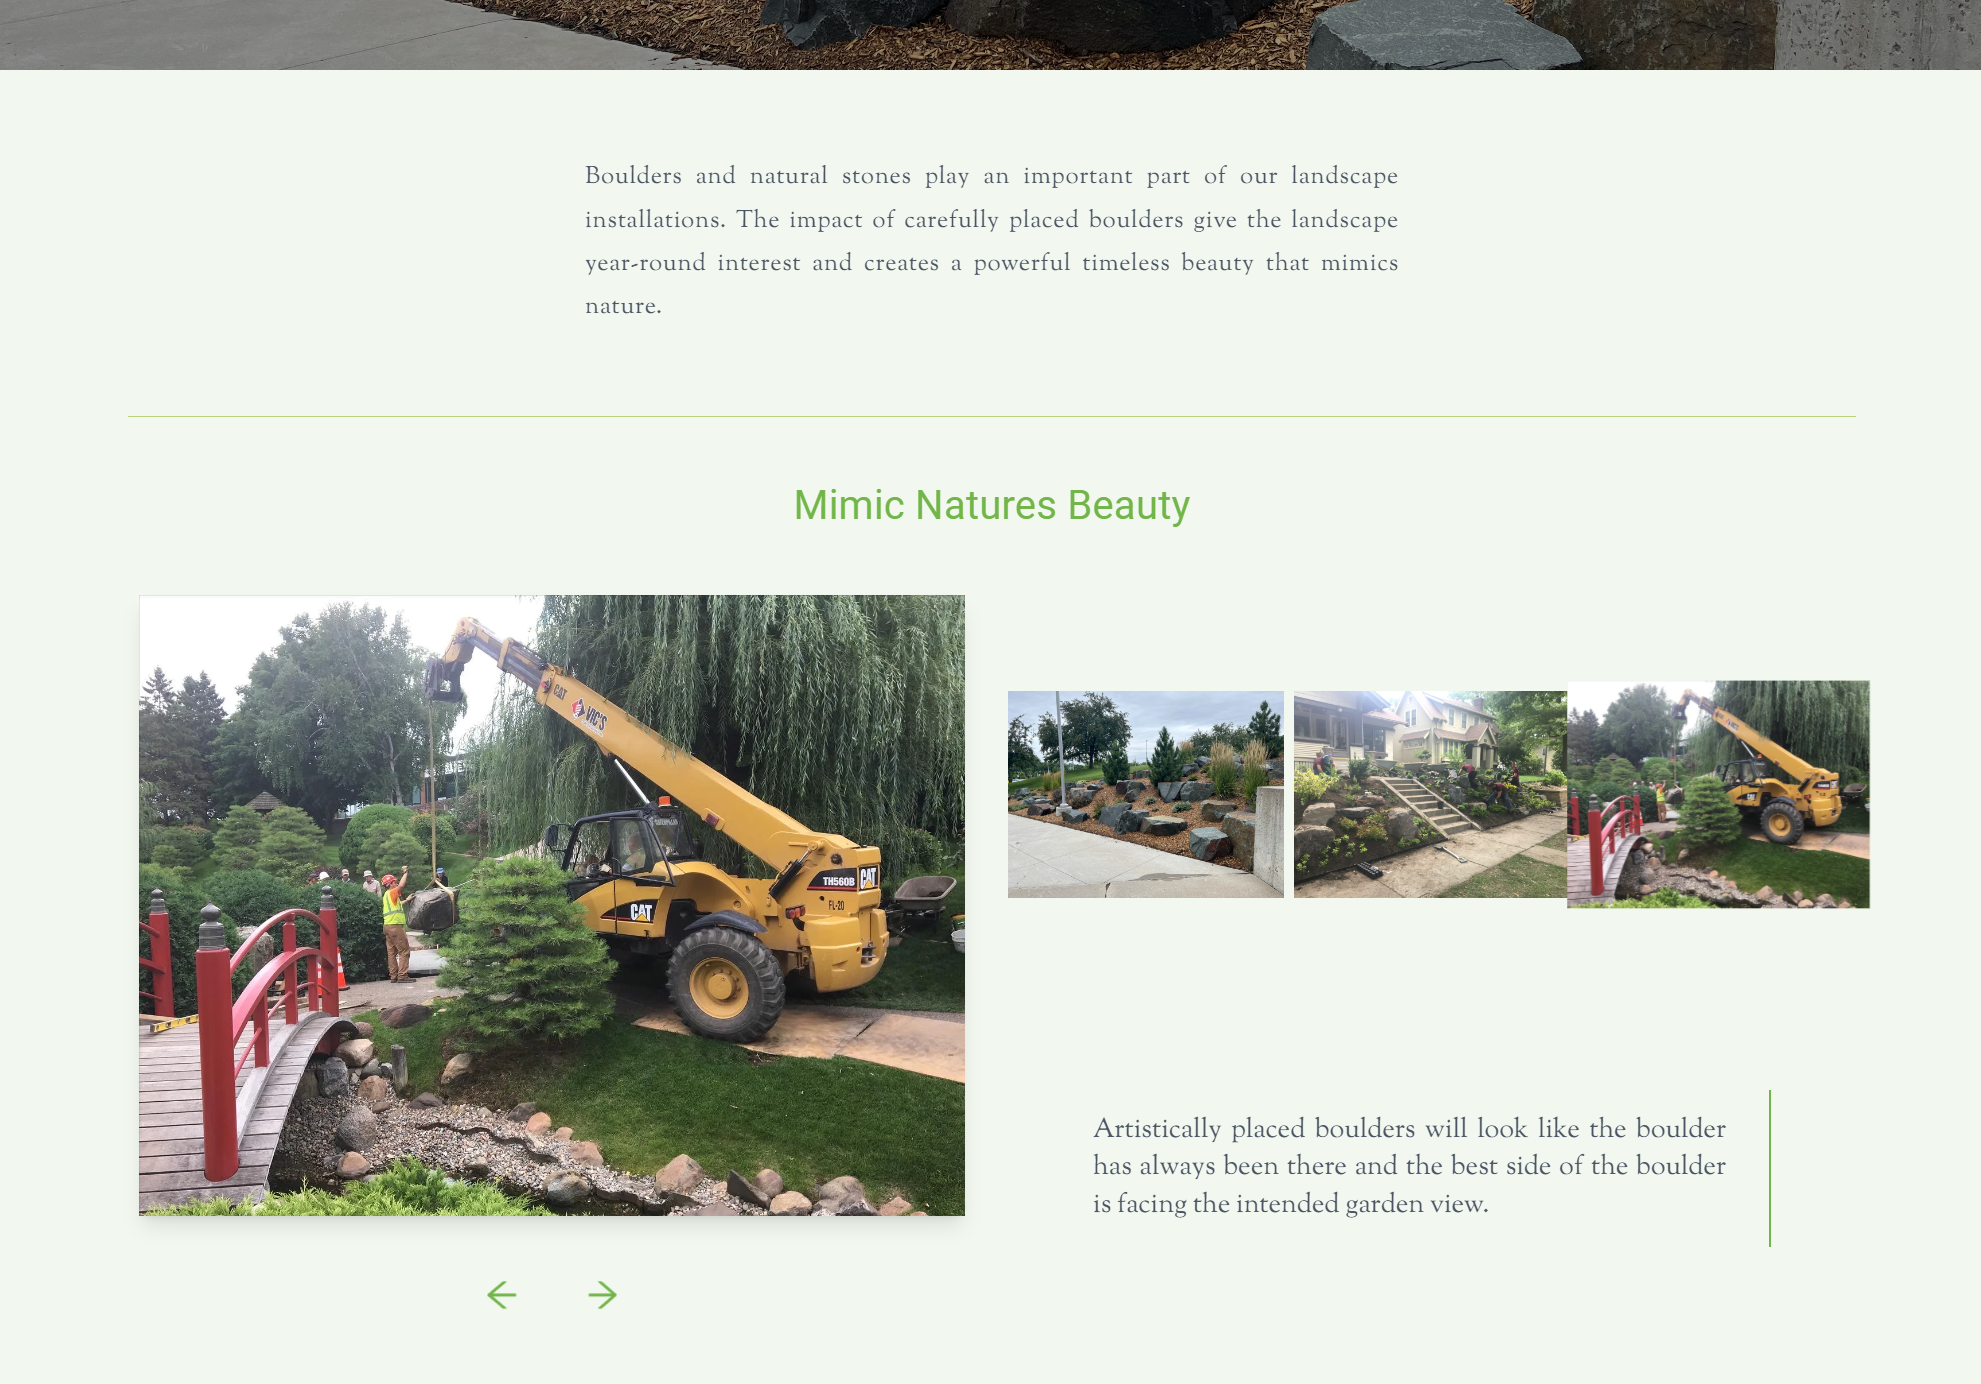 Boulders and natural stones play an important part of our landscape
installations. The impact of carefully placed boulders give the landscape
year-round interest and creates a powerful timeless beauty that mimics
nature.
Mimic Natures Beauty
CAT
VIC'S
TH560B CAT
FL-20
CAT
Artistically placed boulders will look like the boulder
has always been there and the best side of the boulder
is facing the intended garden view.